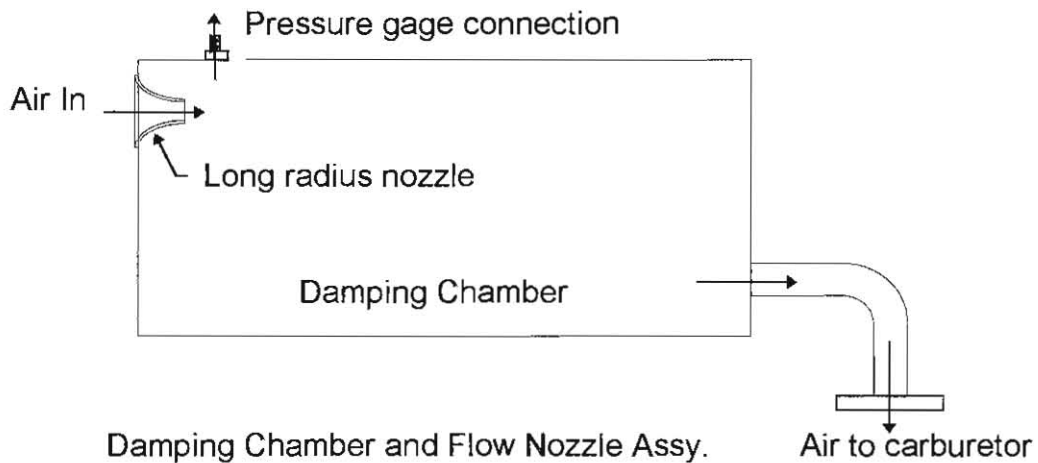 Pressure gage connection
Air In
Long radius nozzle
Damping Chamber
Damping Chamber and Flow Nozzle Assy.
Air to carburetor